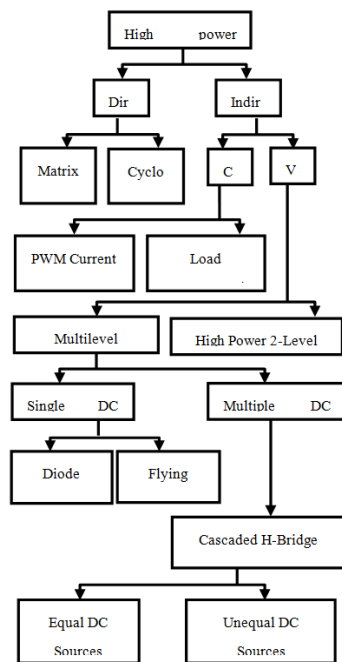 High power
Dir
Indir
Matrix
Cyclo
C
V
PWM Current
Load
Multilevel
High Power 2-Level
Single DC
Multiple DC
Diode
Flying
Cascaded H-Bridge
Equal DC
Sources
Unequal DC
Sources